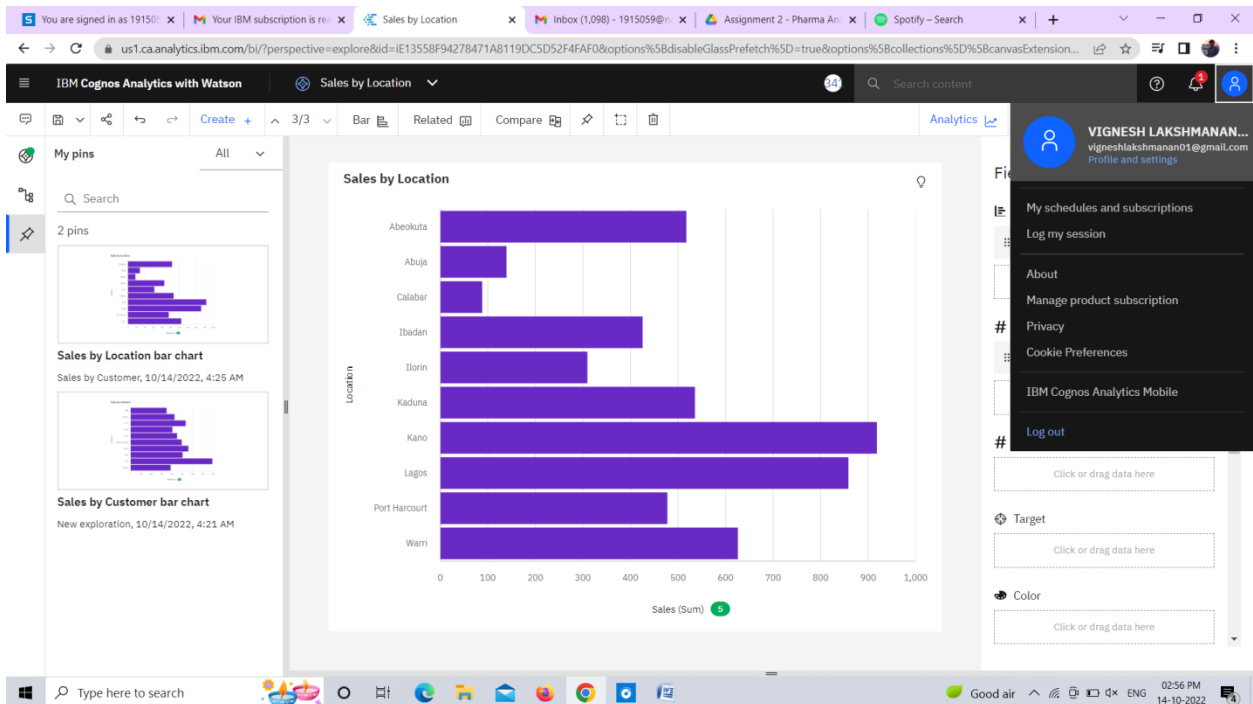 You are signed in as 19150
Your IBM subscription is rea
Sales by Location
Inbox (1,098) - 1915059@n
Assignment 2 - Pharma An
Spotify – Search
us1.ca.analytics.ibm.com/bi/?perspective=explore&id=iE13558F94278471A8119DC5D52F4FAF0&options%5BdisableGlassPrefetch%5D=true&options%5Bcollections%5D%5BcanvasExtension...
IBM Cognos Analytics with Watson
Sales by Location
341
Search content
1
Create +
3/3
Bar
Related
Compare
Analytics
Fie
VIGNESH LAKSHMANAN...
vigneshlakshmanan01@gmail.com
Profile and settings
My schedules and subscriptions
Log my session
About
Manage product subscription
Privacy
Cookie Preferences
IBM Cognos Analytics Mobile
Log out
My pins
All
Search
2 pins
Sales by Location bar chart
Sales by Customer, 10/14/2022, 4:25 AM
Sales by Customer bar chart
New exploration, 10/14/2022, 4:21 AM
Sales by Location
Location
Abeokuta
Abuja
Calabar
Ibadan
Ilorin
Kaduna
Kano
Lagos
Port Harcourt
Warri
0 100 200 300 400 500 600 700 800 900 1,000
Sales (Sum) 5
#
#
Click or drag data here
Target
Click or drag data here
Color
Click or drag data here
Type here to search
Good air
ENG
02:56 PM
14-10-2022
4